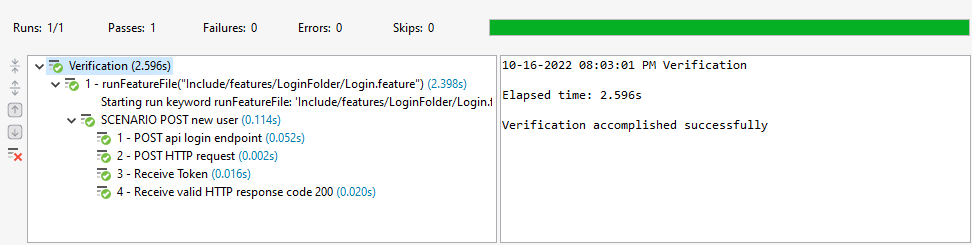 Runs: 1/1 Passes: 1 Failures: 0 Errors: 0 Skips: 0
Verification (2.596s)
1 - runFeatureFile("Include/features/LoginFolder/Login.feature") (2.398s)
Starting run keyword runFeatureFile: 'Include/features/LoginFolder/Login.f
SCENARIO POST new user (0.114s)
1 - POST api login endpoint (0.052s)
2 - POST HTTP request (0.002s)
3 - Receive Token (0.016s)
4 - Receive valid HTTP response code 200 (0.020s)
10-16-2022 08:03:01 PM Verification
Elapsed time: 2.596s
Verification accomplished successfully